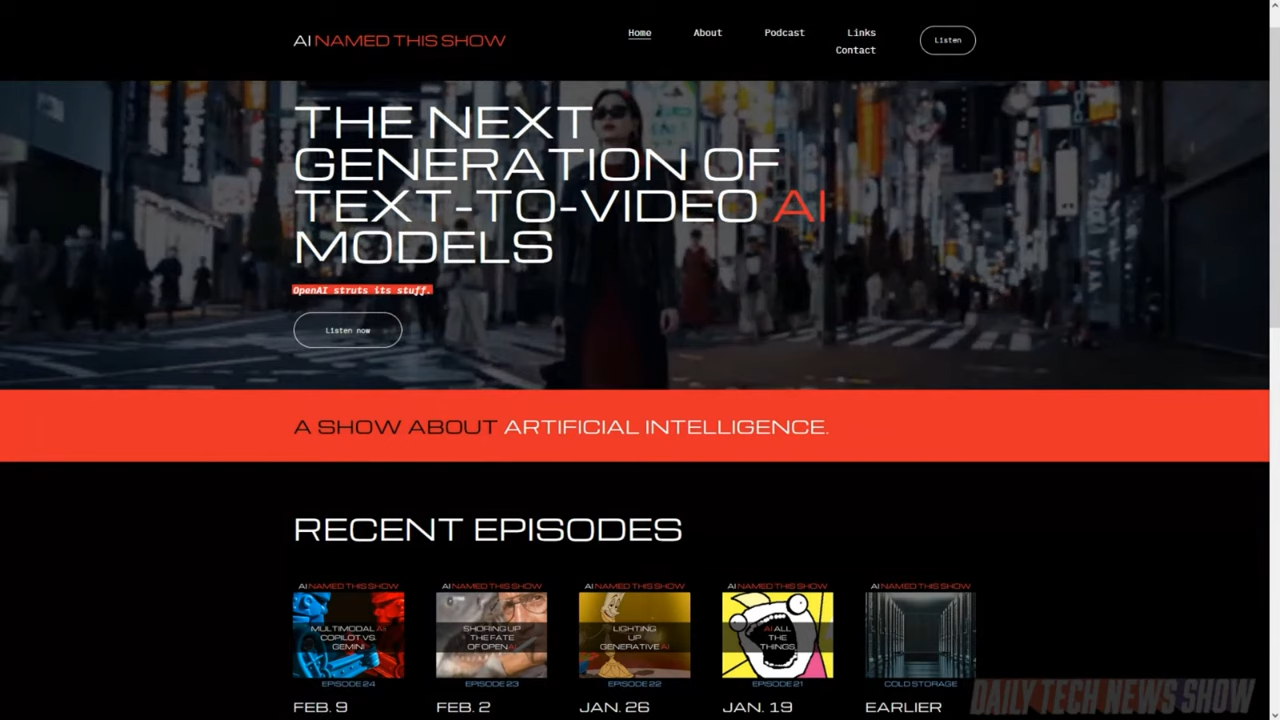 AI NAMED THIS SHOW
Home About Podcast Links
Contact
Listen
THE NEXT
GENERATION OF
TEXT-TO-VIDEO AI
MODELS
OpenAI struts its stuff.
Listen now
A SHOW ABOUT ARTIFICIAL INTELLIGENCE.
RECENT EPISODES
AI NAMED THIS SHOW
MULTIMODAL AI
COPILOT VS.
GEMINI
EPISODE 24
FEB. 9
AI NAMED THIS SHOW
SHORING UP
THE FATE
OF OPENAI
EPISODE 23
FEB. 2
AI NAMED THIS SHOW
LIGHTING
UP
GENERATIVE AI
EPISODE 22
JAN. 26
AI NAMED THIS SHOW
AI ALL
THE
THINGS
EPISODE 21
JAN. 19
AI NAMED THIS SHOW
COLD STORAGE
EARLIER
DAILY TECH NEWS SHOW